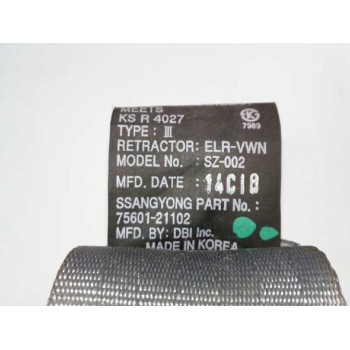 MEETS
KS R 4027
7969
TYPE : III
RETRACTOR: ELR-VWN
MODEL No. : SZ-002
MFD. DATE : 14C18
SSANGYONG PART No. :
75601-21102
MFD. BY: DBI Inc.
MADE IN KOREA